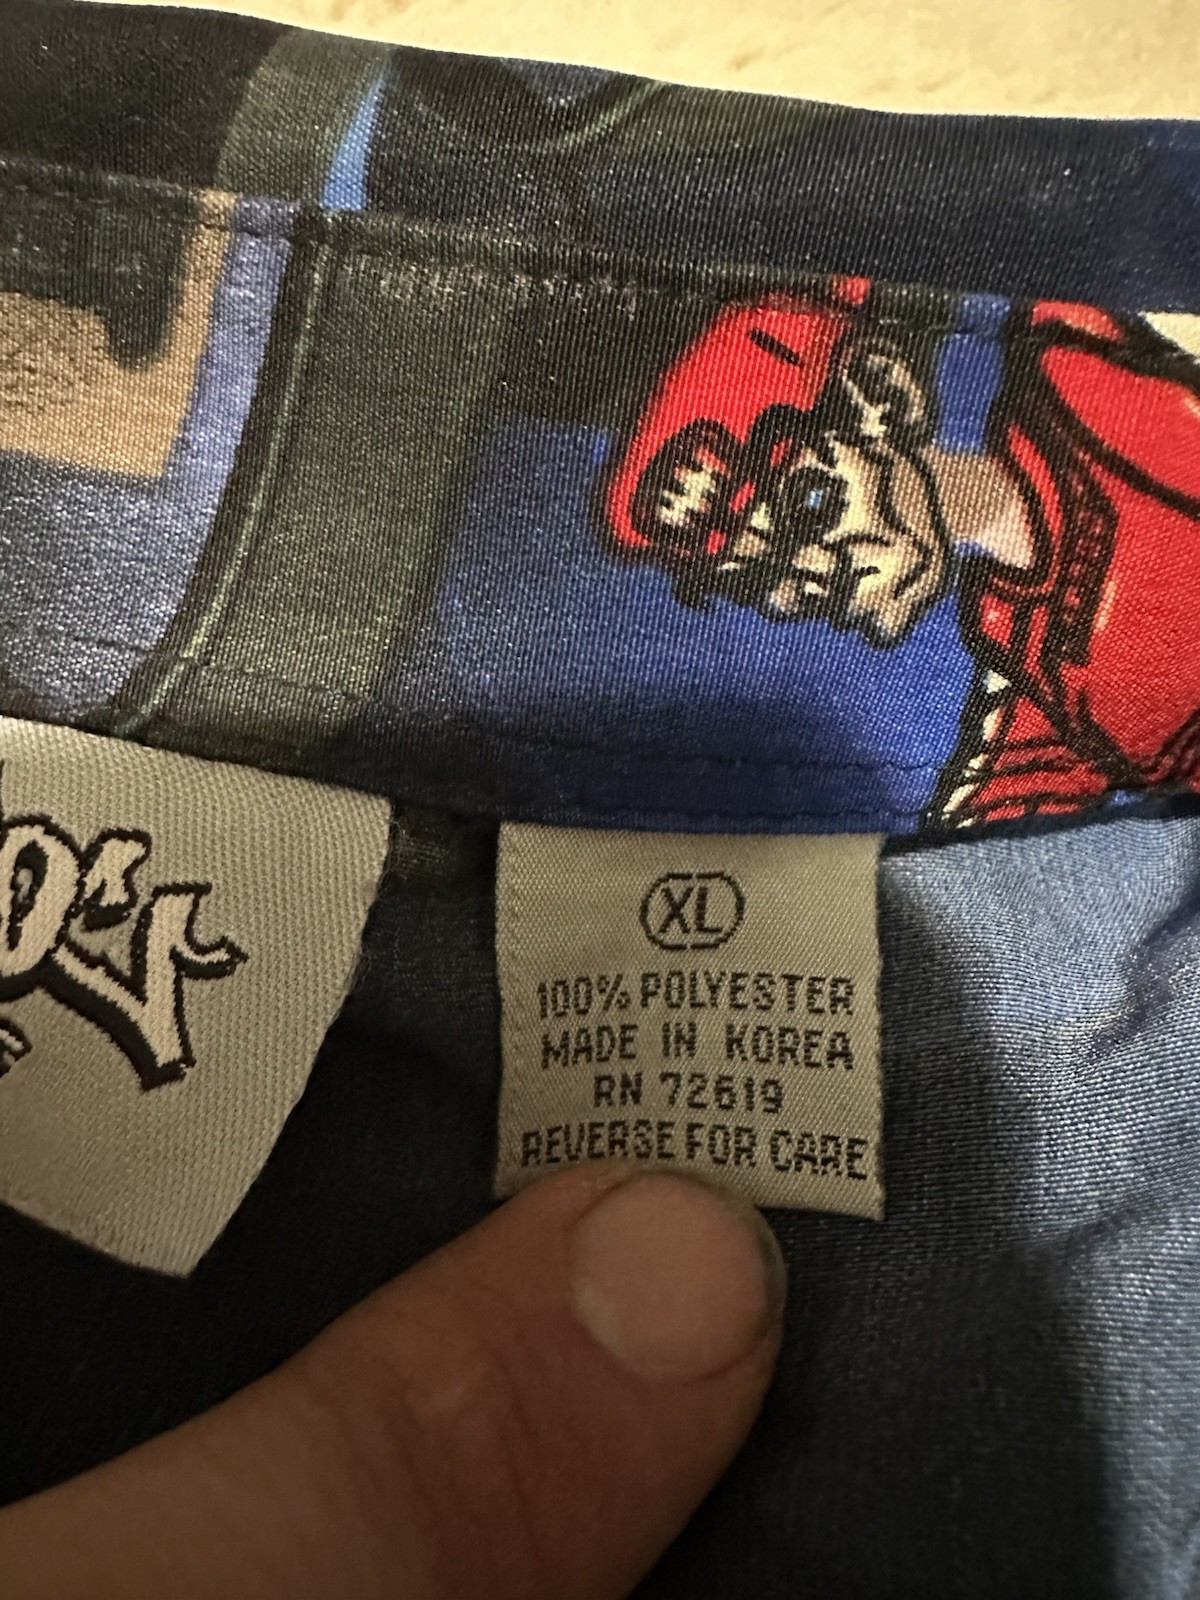 XL
100% POLYESTER
MADE IN KOREA
RN 72619
REVERSE FOR CARE